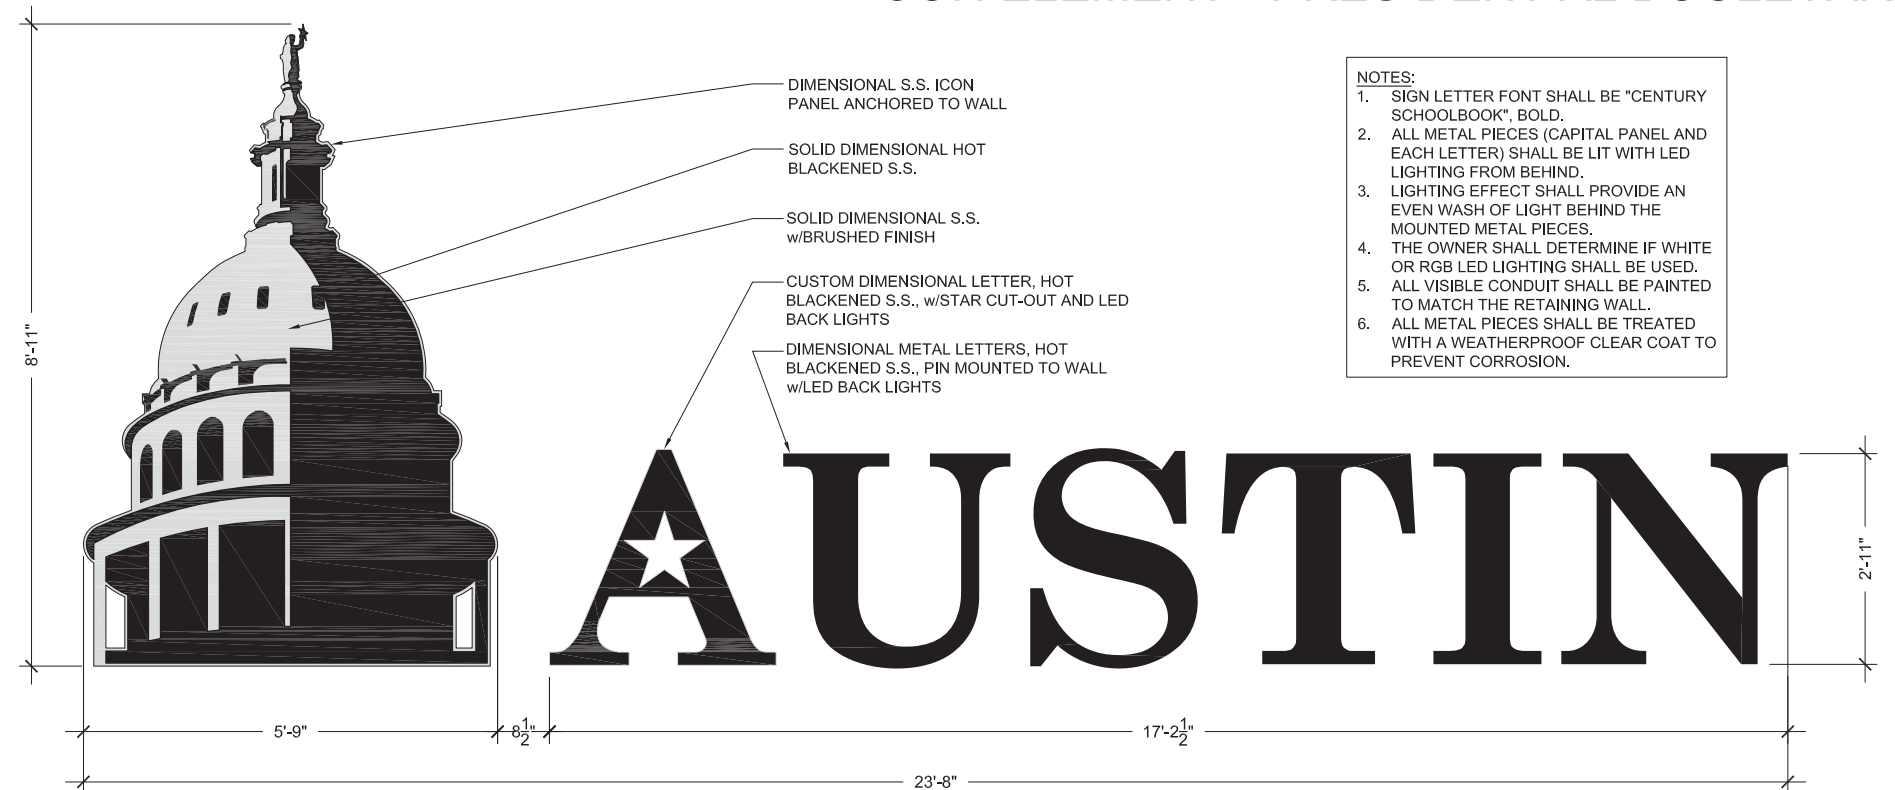 DIMENSIONAL S.S. ICON
PANEL ANCHORED TO WALL
SOLID DIMENSIONAL HOT
BLACKENED S.S.
SOLID DIMENSIONAL S.S.
w/BRUSHED FINISH
CUSTOM DIMENSIONAL LETTER, HOT
BLACKENED S.S., w/STAR CUT-OUT AND LED
BACK LIGHTS
DIMENSIONAL METAL LETTERS, HOT
BLACKENED S.S., PIN MOUNTED TO WALL
w/LED BACK LIGHTS
NOTES:
1. SIGN LETTER FONT SHALL BE "CENTURY
SCHOOLBOOK", BOLD.
2. ALL METAL PIECES (CAPITAL PANEL AND
EACH LETTER) SHALL BE LIT WITH LED
LIGHTING FROM BEHIND.
3. LIGHTING EFFECT SHALL PROVIDE AN
EVEN WASH OF LIGHT BEHIND THE
MOUNTED METAL PIECES.
4. THE OWNER SHALL DETERMINE IF WHITE
OR RGB LED LIGHTING SHALL BE USED.
5. ALL VISIBLE CONDUIT SHALL BE PAINTED
TO MATCH THE RETAINING WALL.
6. ALL METAL PIECES SHALL BE TREATED
WITH A WEATHERPROOF CLEAR COAT TO
PREVENT CORROSION.
8'-11"
AUSTIN
2'-11"
5'-9"
8 1/2"
17'-2 1/2"
23'-8"